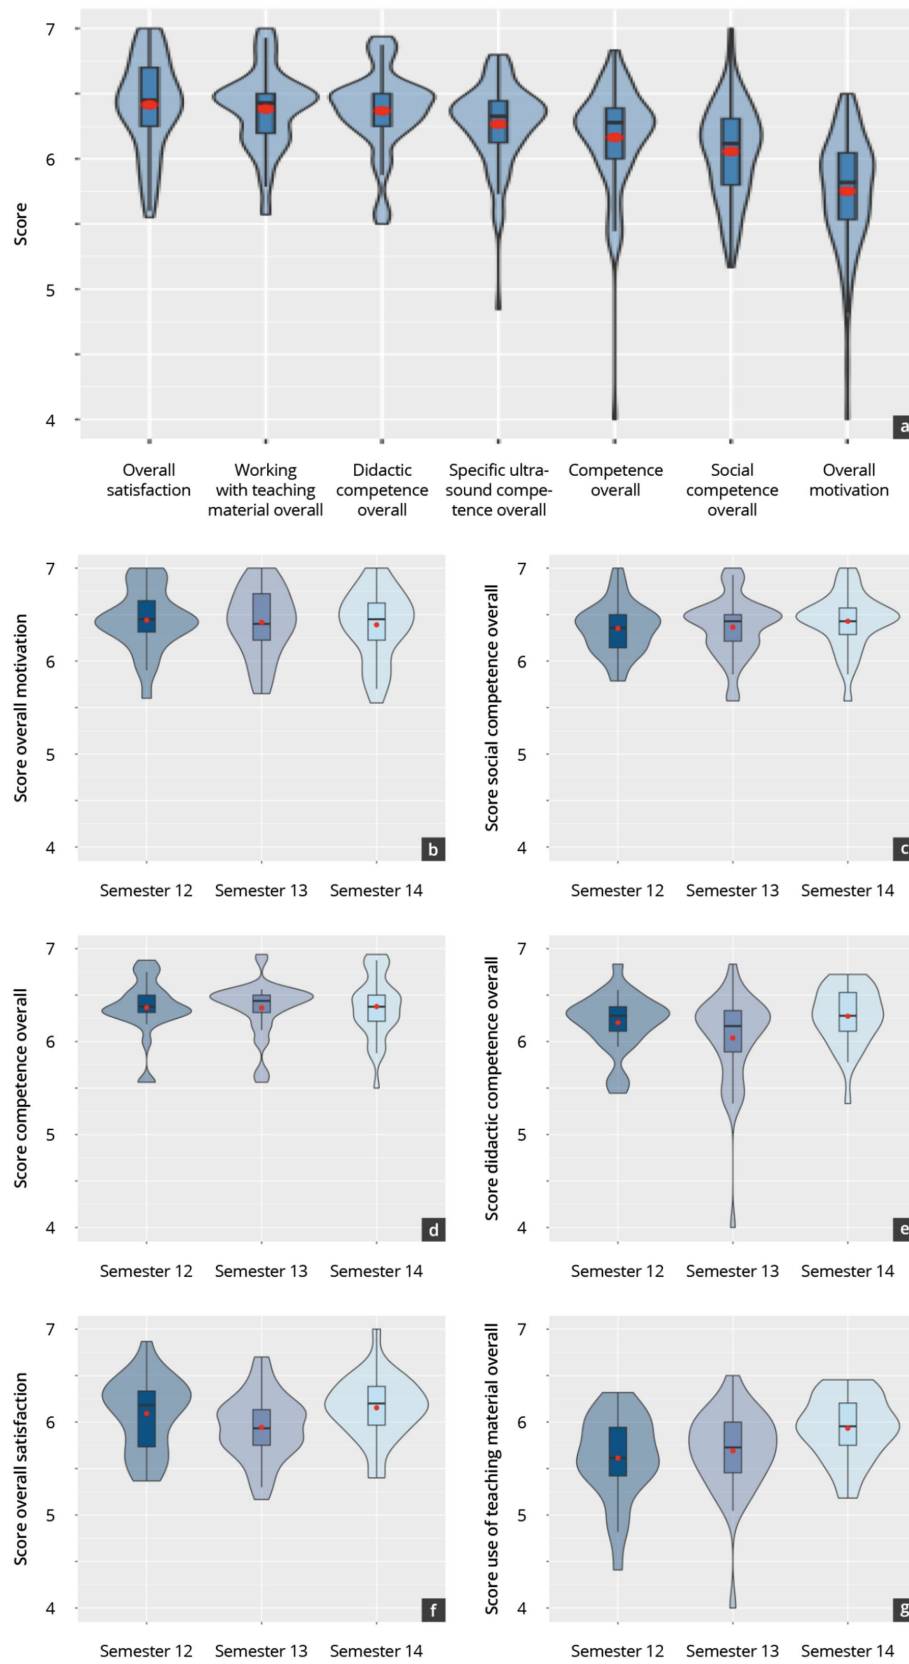 7
6
5
4
Score
a
Overall
satisfaction
Working
with teaching
material overall
Didactic
competence
overall
Specific ultra-
sound compe-
tence overall
Competence
overall
Social
competence
overall
Overall
motivation
7
6
5
4
Score overall motivation
b
Semester 12 Semester 13 Semester 14
7
6
5
4
Score social competence overall
c
Semester 12 Semester 13 Semester 14
7
6
5
4
Score competence overall
d
Semester 12 Semester 13 Semester 14
7
6
5
4
Score didactic competence overall
e
Semester 12 Semester 13 Semester 14
7
6
5
4
Score overall satisfaction
f
Semester 12 Semester 13 Semester 14
7
6
5
4
Score use of teaching material overall
g
Semester 12 Semester 13 Semester 14